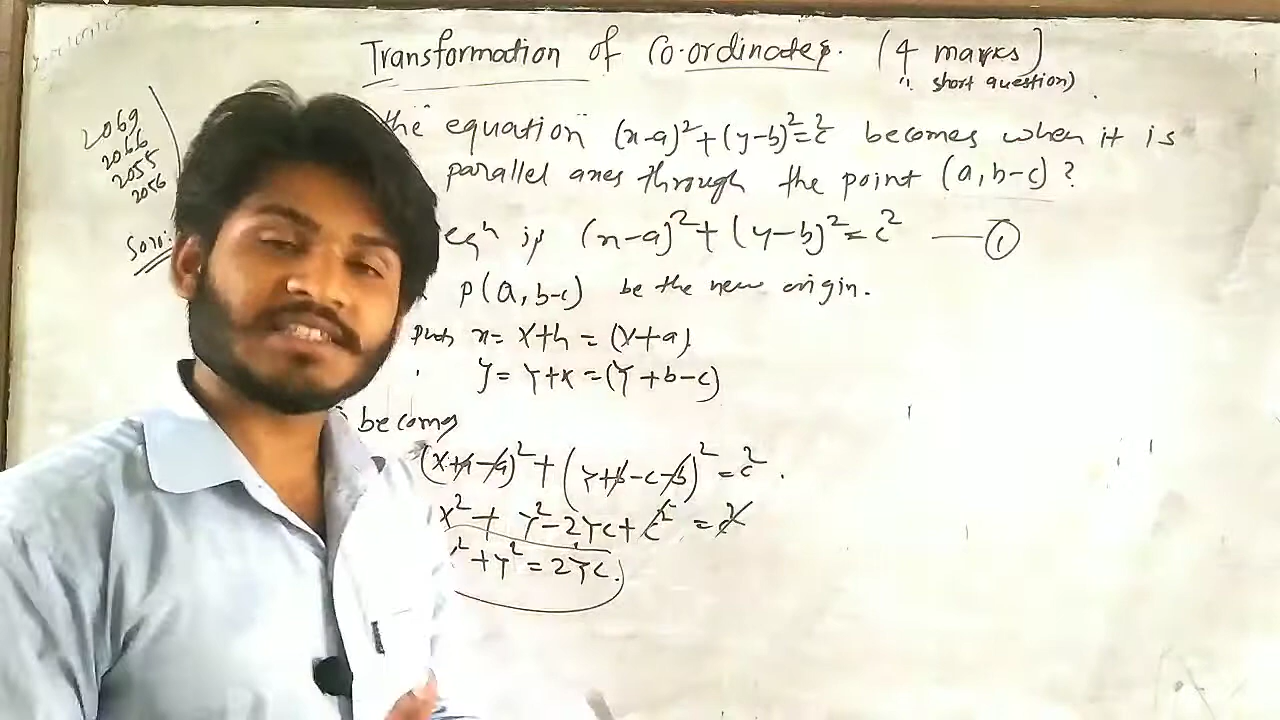 Transformation of Co-ordinates. (4 marks)
short question)
2069
2066
2055
2056
the equation (x-a)²+(y-b)²=c² becomes when it is
parallel axes through the point (a, b-c) ?
Soln:
eqn is (x-a)²+(y-b)²=c² —①
P(a, b-c) be the new origin.
put x= X+h = (X+a)
y= Y+k =(Y+b-c)
becomes
(X+a-a)²+(Y+b-c-b)²=c².
X²+ Y²-2Yc+c² =c²
²+Y²=2Yc.